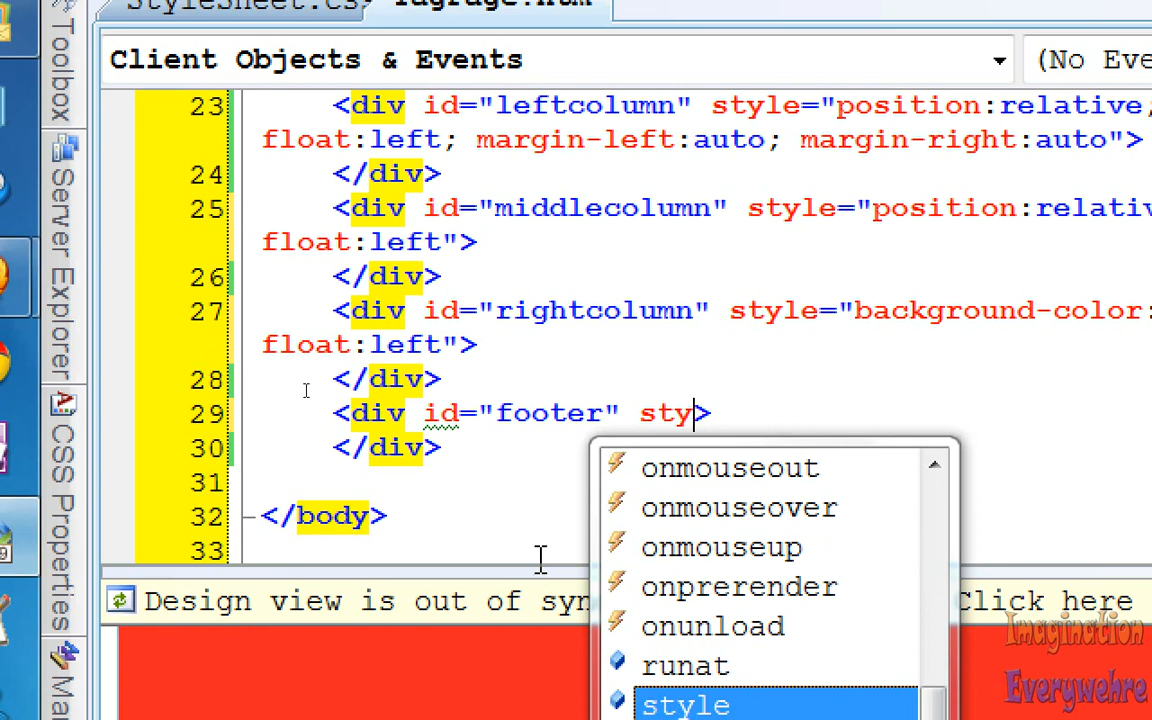 StyleSheet.cs
Client Objects & Events
(No Eve
Toolbox
Server Explorer
CSS Properties
Ma
23 <div id="leftcolumn" style="position:relative;
float:left; margin-left:auto; margin-right:auto">
24 </div>
25 <div id="middlecolumn" style="position:relativ
float:left">
26 </div>
27 <div id="rightcolumn" style="background-color:
float:left">
28 </div>
29 <div id="footer" sty>
30 </div>
31
32 </body>
33
onmouseout
onmouseover
onmouseup
onprerender
onunload
runat
style
Design view is out of syn
Click here
Imagination
Everywehre